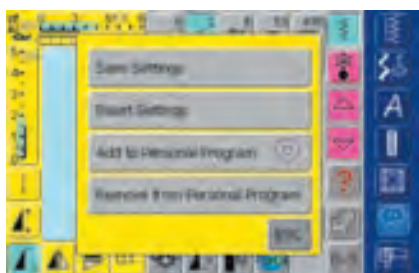 Save Settings
Reset Settings
Add to Personal Program
Remove from Personal Program
ESC
A
?